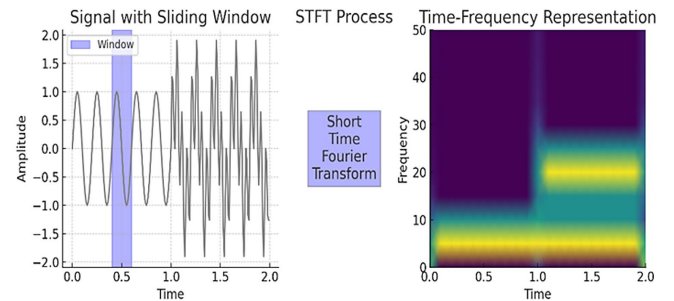 Signal with Sliding Window
2.0
1.5
1.0
0.5
0.0
−0.5
−1.0
−1.5
−2.0
Amplitude
Window
0.0
0.5
1.0
1.5
2.0
Time
STFT Process
Short
Time
Fourier
Transform
Time-Frequency Representation
50
40
30
20
10
0
Frequency
0.0
0.5
1.0
1.5
2.0
Time